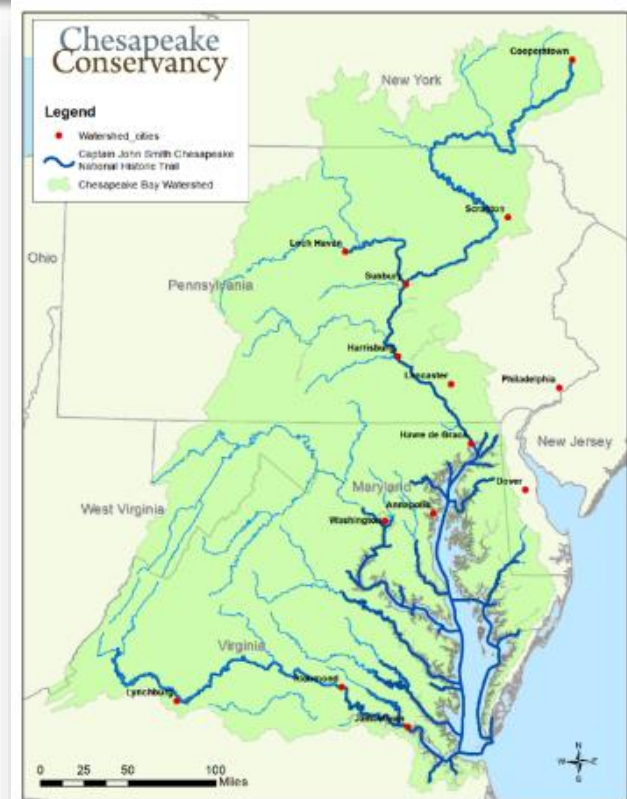 Chesapeake
Conservancy
Legend
Watershed_cities
Captain John Smith Chesapeake
National Historic Trail
Chesapeake Bay Watershed
New York
Cooperstown
Scranton
Loch Haven
Ohio
Pennsylvania
Sunbury
Harrisburg
Lancaster
Philadelphia
Havre de Grace
New Jersey
Maryland
Dover
West Virginia
Annapolis
Washington
Virginia
Richmond
Lynchburg
Jamestown
N
W
E
S
0 25 50 100
Miles